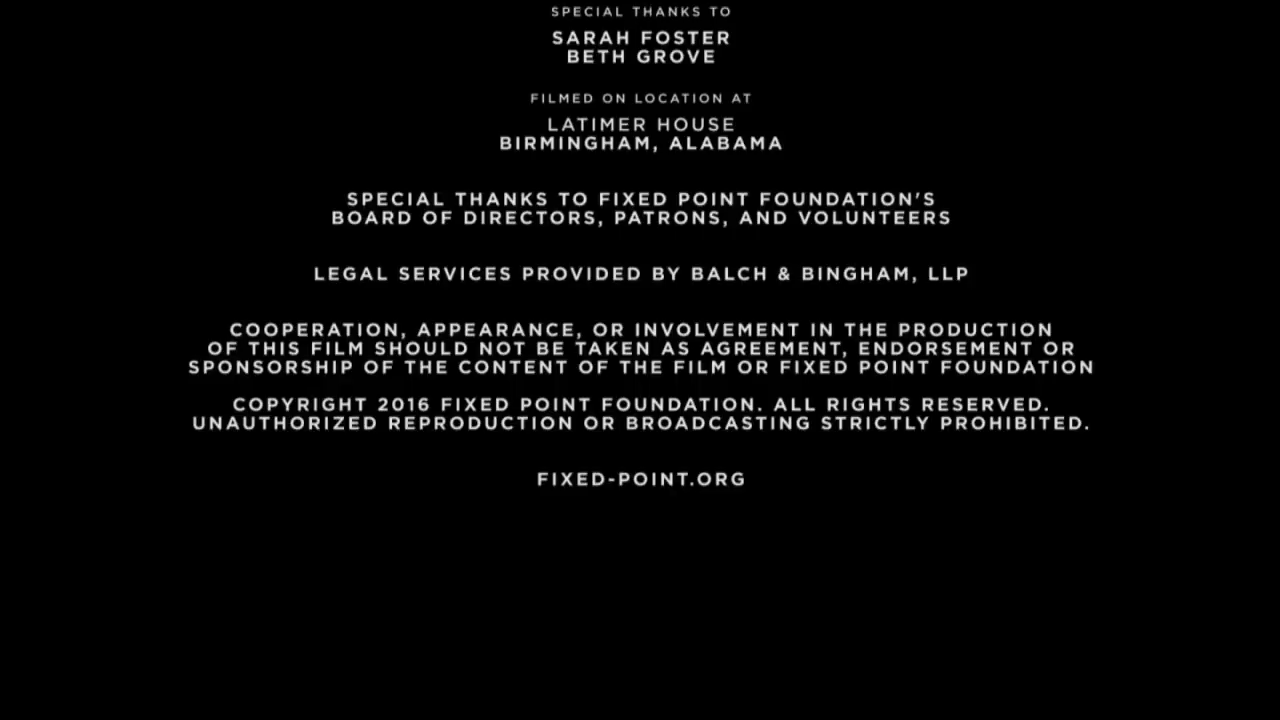 SPECIAL THANKS TO
SARAH FOSTER
BETH GROVE
FILMED ON LOCATION AT
LATIMER HOUSE
BIRMINGHAM, ALABAMA
SPECIAL THANKS TO FIXED POINT FOUNDATION'S
BOARD OF DIRECTORS, PATRONS, AND VOLUNTEERS
LEGAL SERVICES PROVIDED BY BALCH & BINGHAM, LLP
COOPERATION, APPEARANCE, OR INVOLVEMENT IN THE PRODUCTION
OF THIS FILM SHOULD NOT BE TAKEN AS AGREEMENT, ENDORSEMENT OR
SPONSORSHIP OF THE CONTENT OF THE FILM OR FIXED POINT FOUNDATION
COPYRIGHT 2016 FIXED POINT FOUNDATION. ALL RIGHTS RESERVED.
UNAUTHORIZED REPRODUCTION OR BROADCASTING STRICTLY PROHIBITED.
FIXED-POINT.ORG